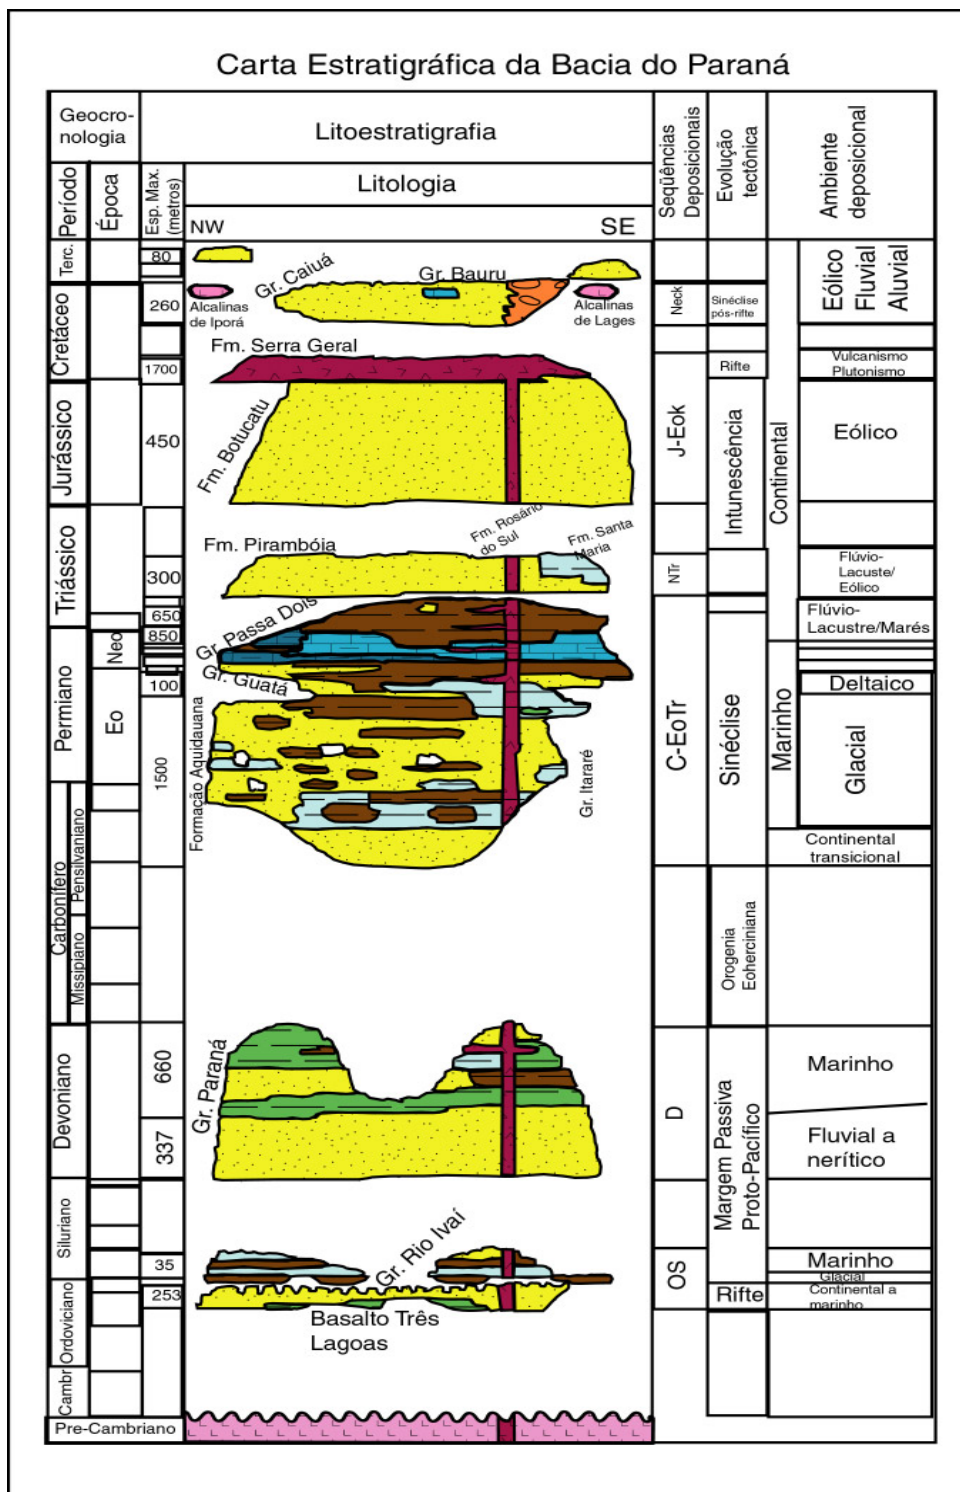 Carta Estratigráfica da Bacia do Paraná
Geocro-
nologia
Litoestratigrafia
Seqüências
Deposicionais
Evolução
tectônica
Ambiente
deposicional
Período
Época
Esp. Max.
(metros)
Litologia
NW
SE
Terc.
80
Gr. Caiuá
Gr. Bauru
Eólico
Fluvial
Aluvial
Cretáceo
260
Alcalinas
de Iporá
Alcalinas
de Lages
Neck
Sinéclise
pós-rifte
Fm. Serra Geral
1700
Rifte
Vulcanismo
Plutonismo
Jurássico
450
Fm. Botucatu
J-Eok
Intunescência
Continental
Eólico
Triássico
Fm. Pirambóia
Fm. Rosário
do Sul
Fm. Santa
Maria
300
NTr
Flúvio-
Lacuste/
Eólico
650
Gr. Passa Dois
Flúvio-
Lacustre/Marés
Permiano
Neo
850
Gr. Guatá
100
Deltaico
Eo
1500
Formação Aquidauana
Gr. Itararé
C-EoTr
Sinéclise
Marinho
Glacial
Carbonífero
Pensilvaniano
Continental
transicional
Missipiano
Orogenia
Eoherciniana
Devoniano
660
Gr. Paraná
D
Margem Passiva
Proto-Pacífico
Marinho
337
Fluvial a
nerítico
Siluriano
35
Gr. Rio Ivaí
OS
Marinho
Glacial
Ordoviciano
253
Rifte
Continental a
marinho
Basalto Três
Lagoas
Cambr
Pre-Cambriano